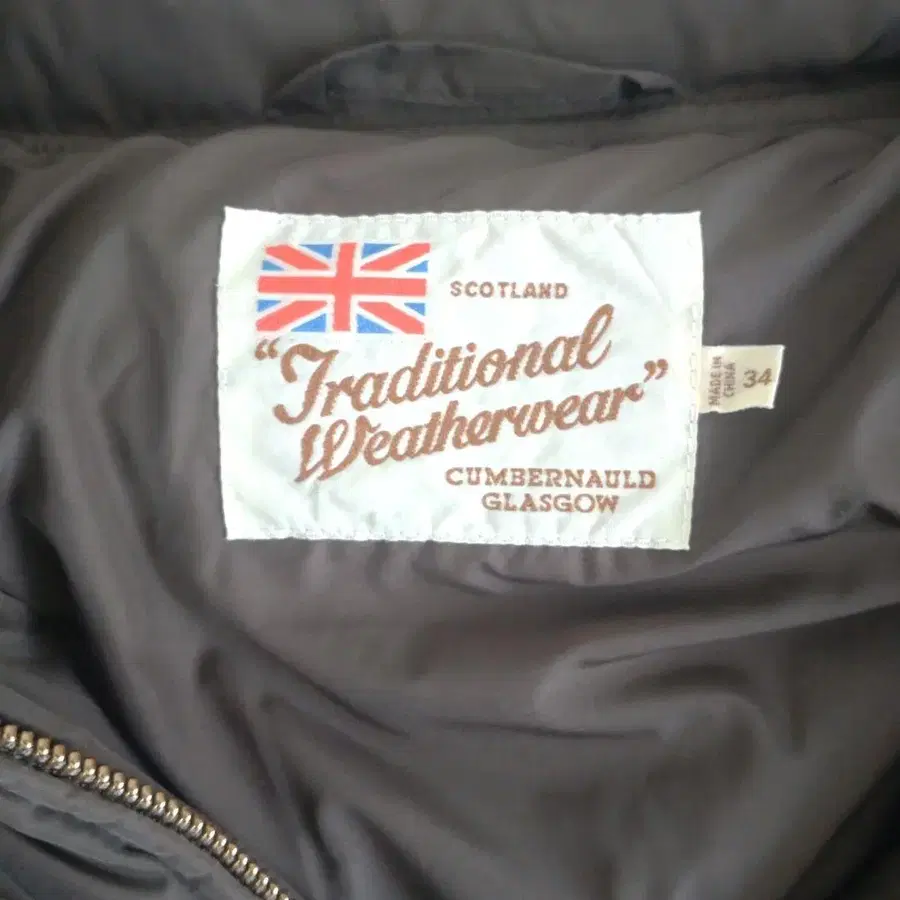 SCOTLAND
"Traditional
Weatherwear"
CUMBERNAULD
GLASGOW
MADE IN
CHINA
34